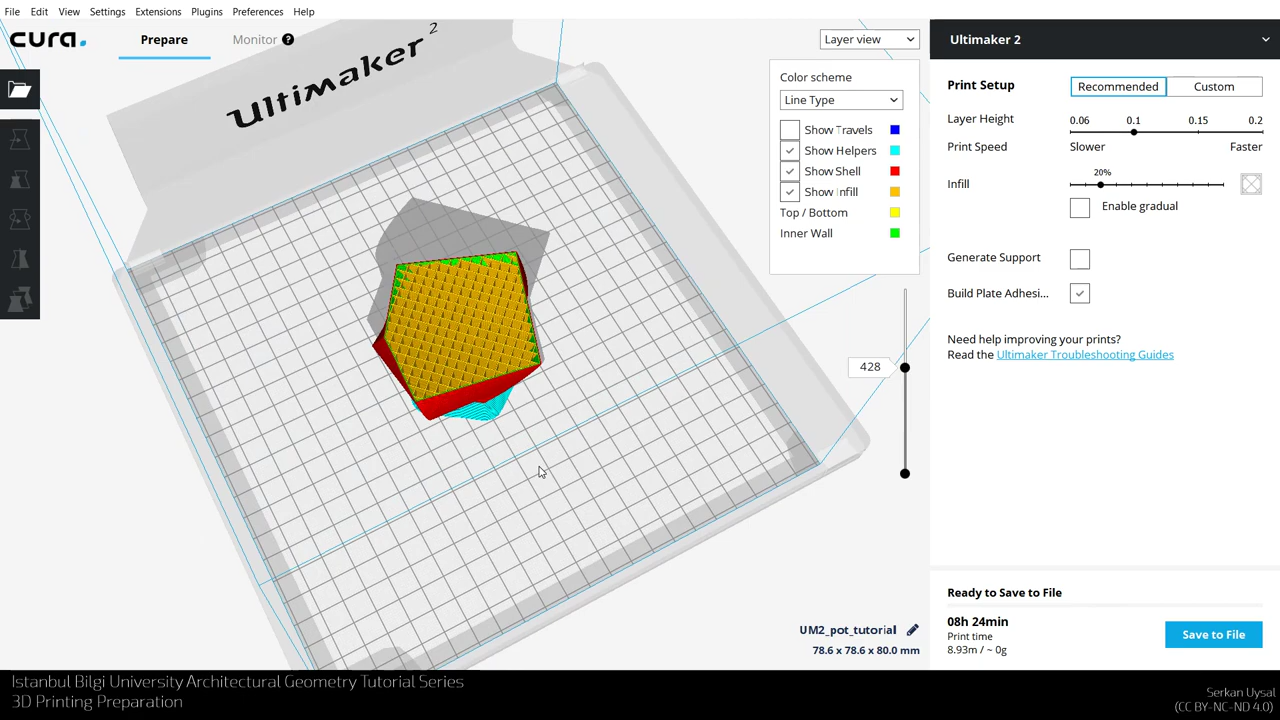 File Edit View Settings Extensions Plugins Preferences Help
cura.
Prepare
Monitor ?
Layer view
Ultimaker 2
Color scheme
Line Type
Show Travels
Show Helpers
Show Shell
Show Infill
Top / Bottom
Inner Wall
428
UM2_pot_tutorial
78.6 x 78.6 x 80.0 mm
Ultimaker 2
Print Setup
Recommended Custom
Layer Height
0.06 0.1 0.15 0.2
Print Speed
Slower Faster
Infill
20%
Enable gradual
Generate Support
Build Plate Adhesi...
Need help improving your prints?
Read the Ultimaker Troubleshooting Guides
Ready to Save to File
08h 24min
Print time
8.93m / ~ 0g
Save to File
Istanbul Bilgi University Architectural Geometry Tutorial Series
3D Printing Preparation
Serkan Uysal
(CC BY-NC-ND 4.0)